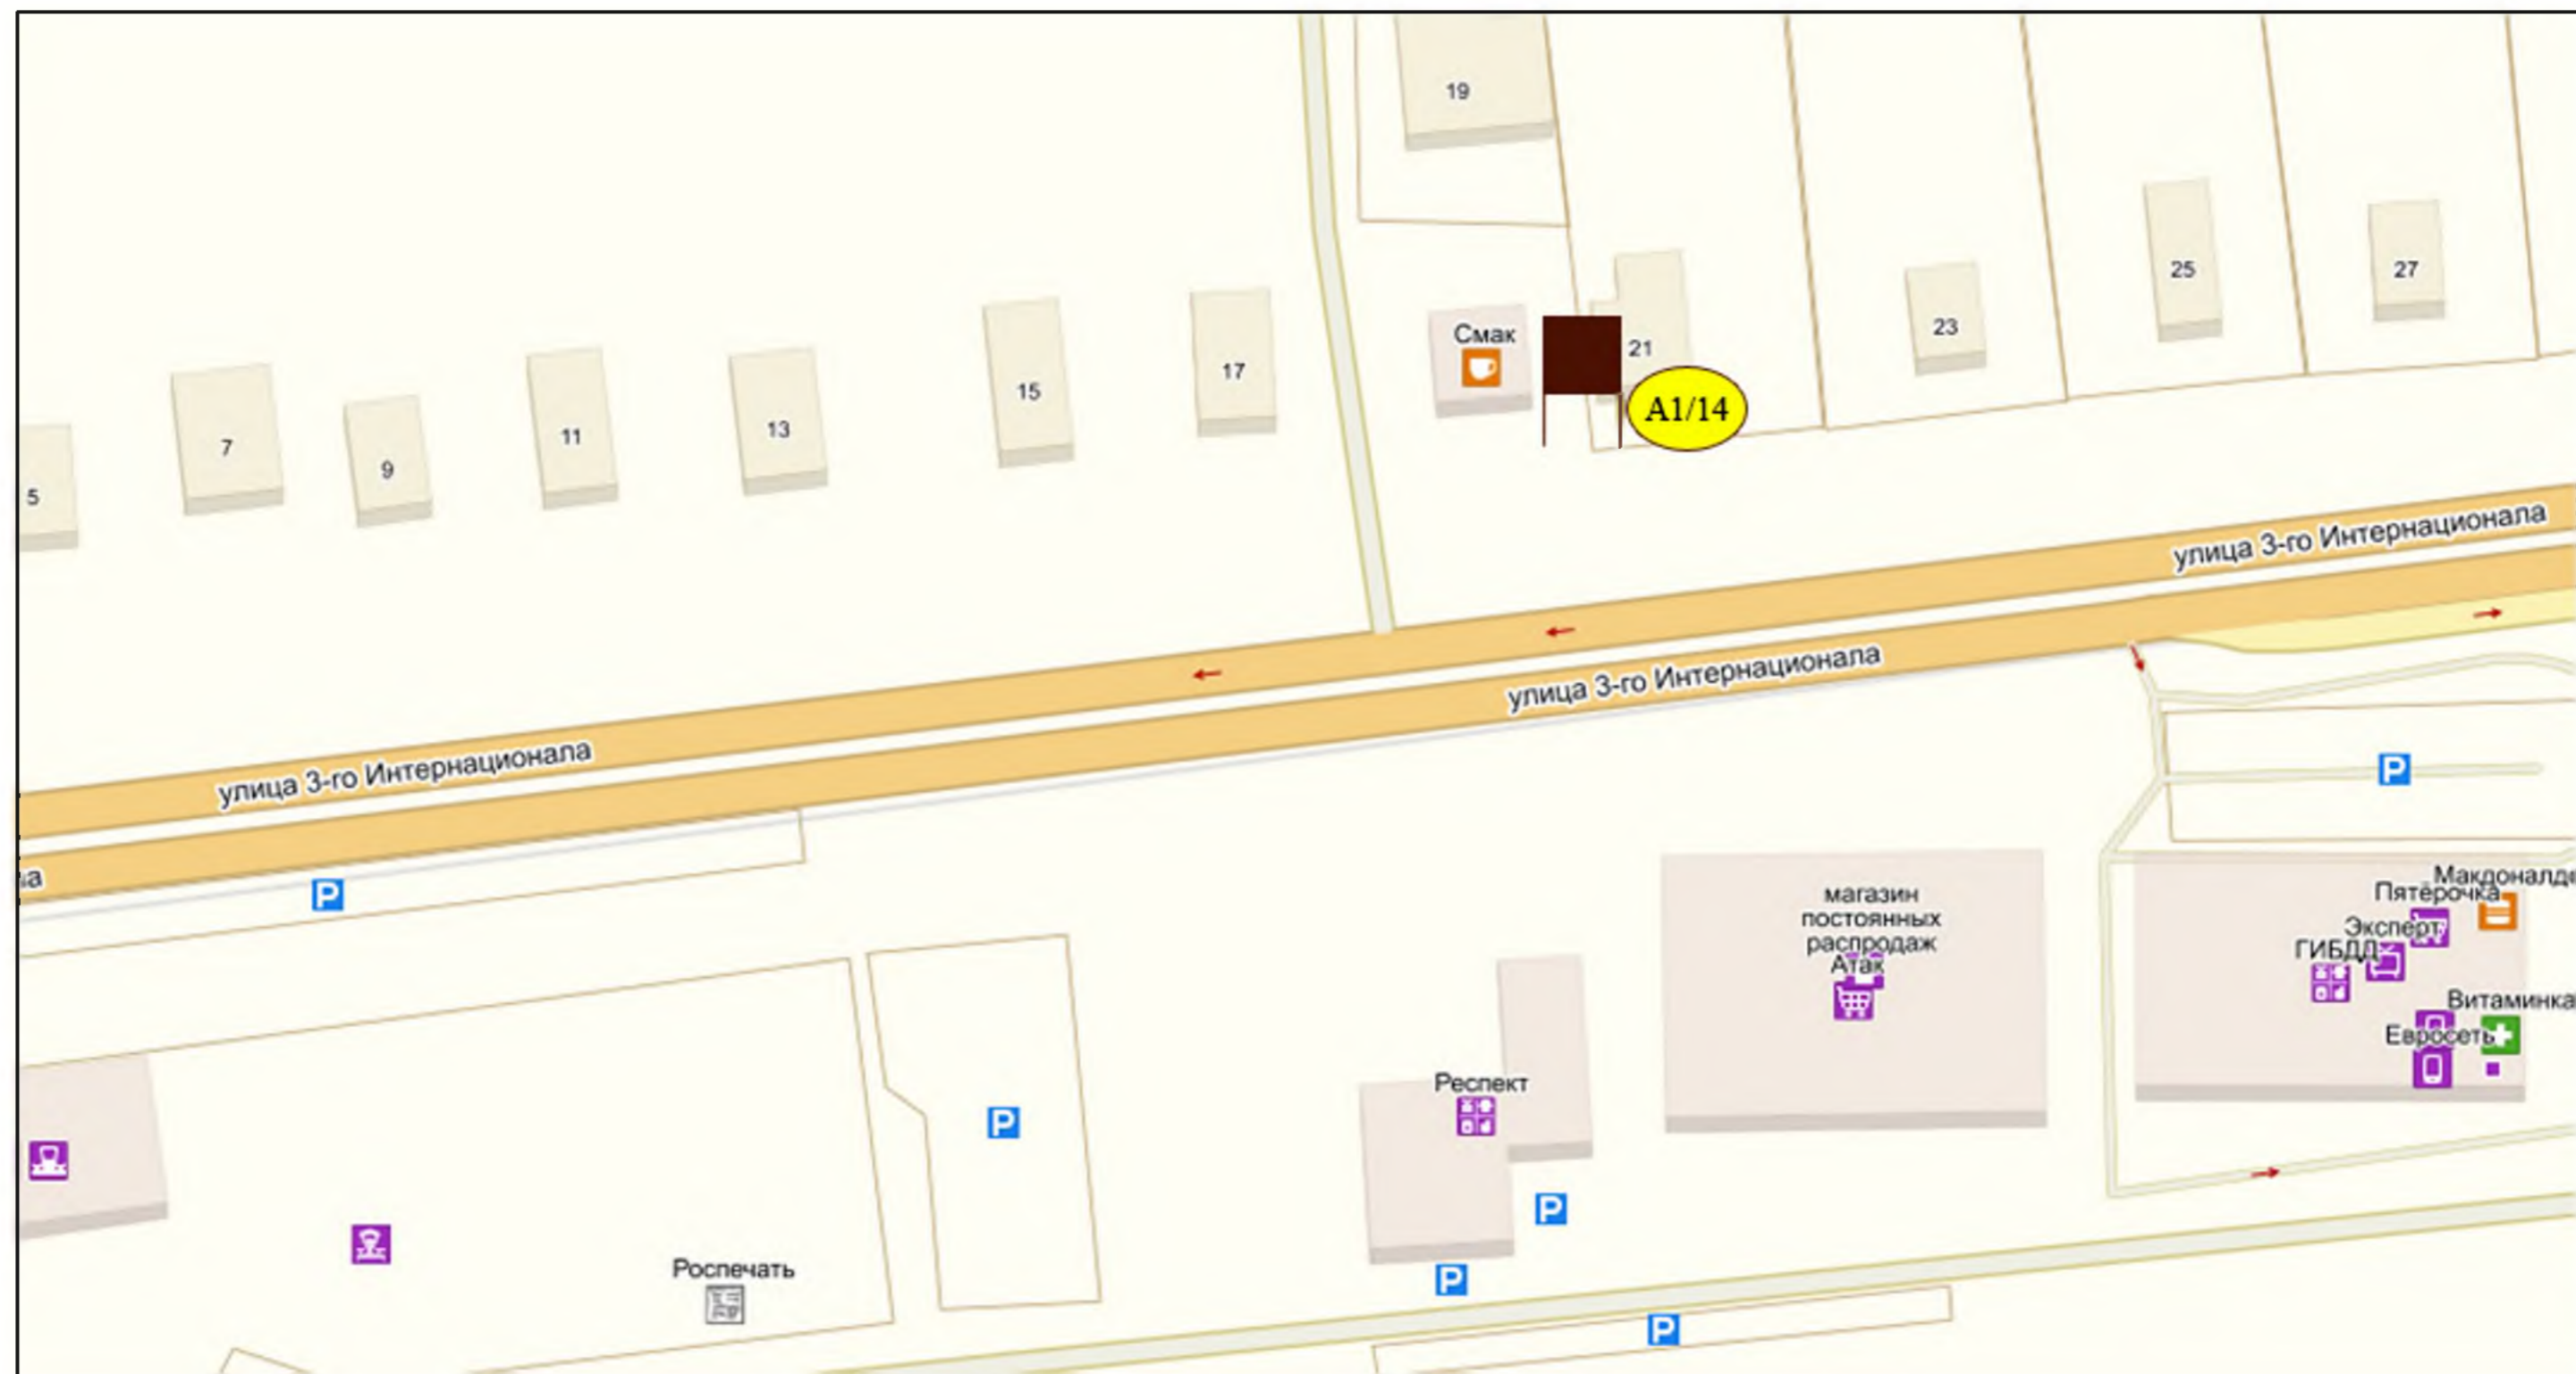 19
25
27
23
Смак
21
17
15
A1/14
13
11
7
9
5
улица 3-го Интернационала
улица 3-го Интернационала
улица 3-го Интернационала
P
P
магазин
постоянных
распродаж
Атак
Пятёрочка
Эксперт
ГИБДД
Витаминка
Евросеть
Респект
P
P
P
Роспечать
P